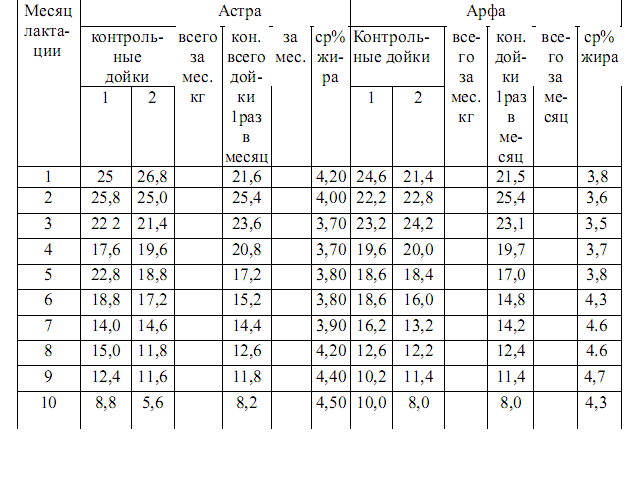 Месяц лакта- ции Астра Арфа
контроль- ные дойки всего за мес. кг кон. всего дой- ки 1раз в месяц за мес. ср% жи- ра Контроль- ные дойки все- го за мес. кг кон. дой- ки 1раз в ме- сяц все- го за ме- сяц ср% жира
1 2 1 2
1 25 26,8 21,6 4,20 24,6 21,4 21,5 3,8
2 25,8 25,0 25,4 4,00 22,2 22,8 25,4 3,6
3 22 2 21,4 23,6 3,70 23,2 24,2 23,1 3,5
4 17,6 19,6 20,8 3,70 19,6 20,0 19,7 3,7
5 22,8 18,8 17,2 3,80 18,6 18,4 17,0 3,8
6 18,8 17,2 15,2 3,80 18,6 16,0 14,8 4,3
7 14,0 14,6 14,4 3,90 16,2 13,2 14,2 4.6
8 15,0 11,8 12,6 4,20 12,6 12,2 12,4 4.6
9 12,4 11,6 11,8 4,40 10,2 11,4 11,4 4,7
10 8,8 5,6 8,2 4,50 10,0 8,0 8,0 4,3